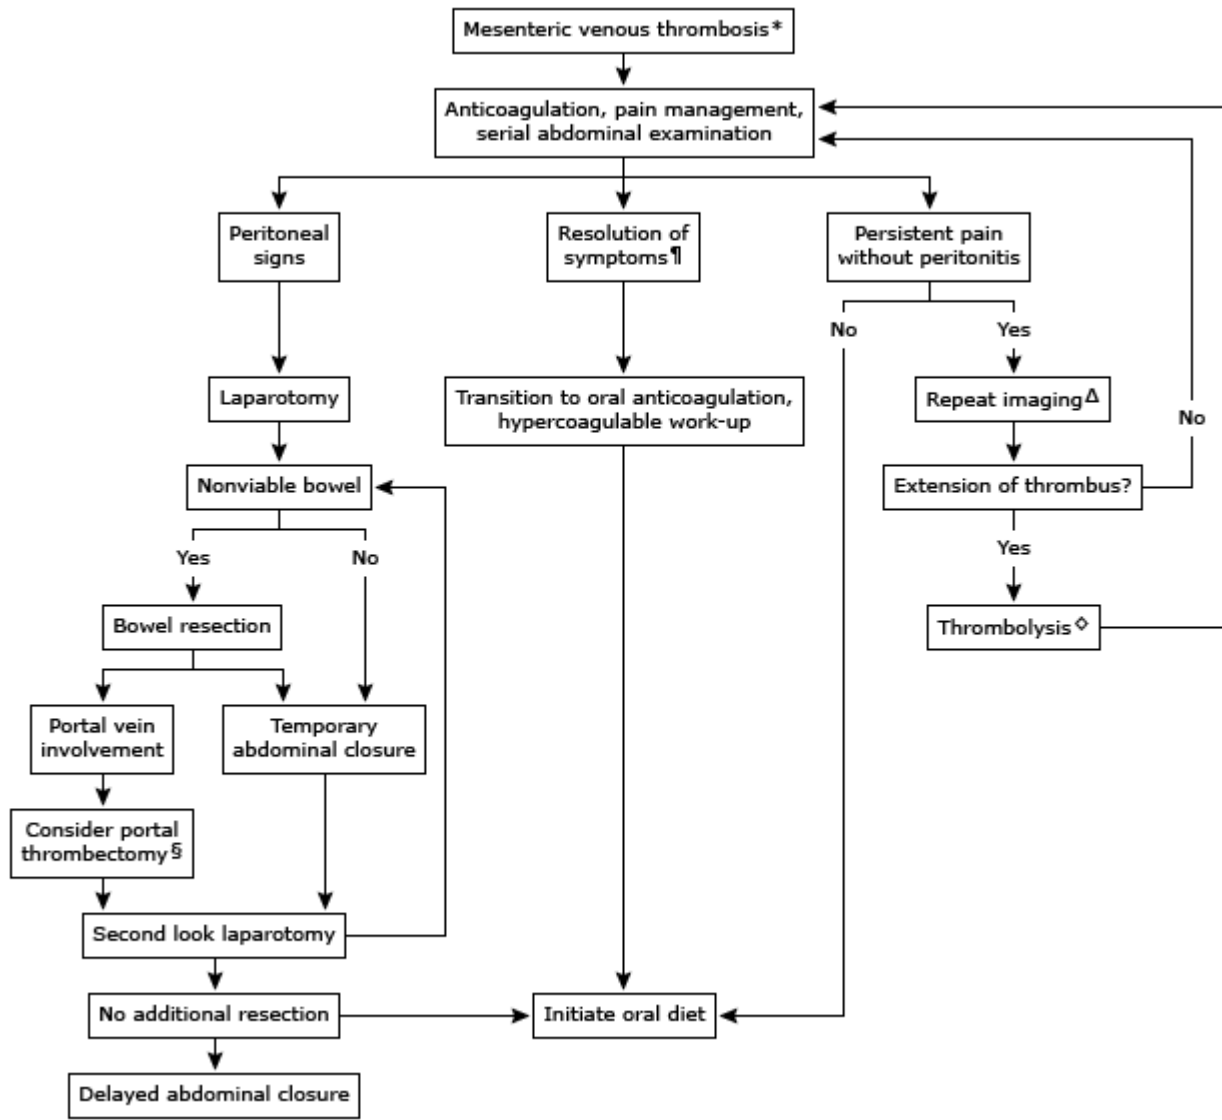 Mesenteric venous thrombosis*
Anticoagulation, pain management,
serial abdominal examination
Peritoneal
signs
Resolution of
symptoms¶
Persistent pain
without peritonitis
No
Yes
Laparotomy
Transition to oral anticoagulation,
hypercoagulable work-up
Repeat imagingΔ
No
Nonviable bowel
Extension of thrombus?
Yes
No
Yes
Bowel resection
Thrombolysis◇
Portal vein
involvement
Temporary
abdominal closure
Consider portal
thrombectomy§
Second look laparotomy
No additional resection
Initiate oral diet
Delayed abdominal closure